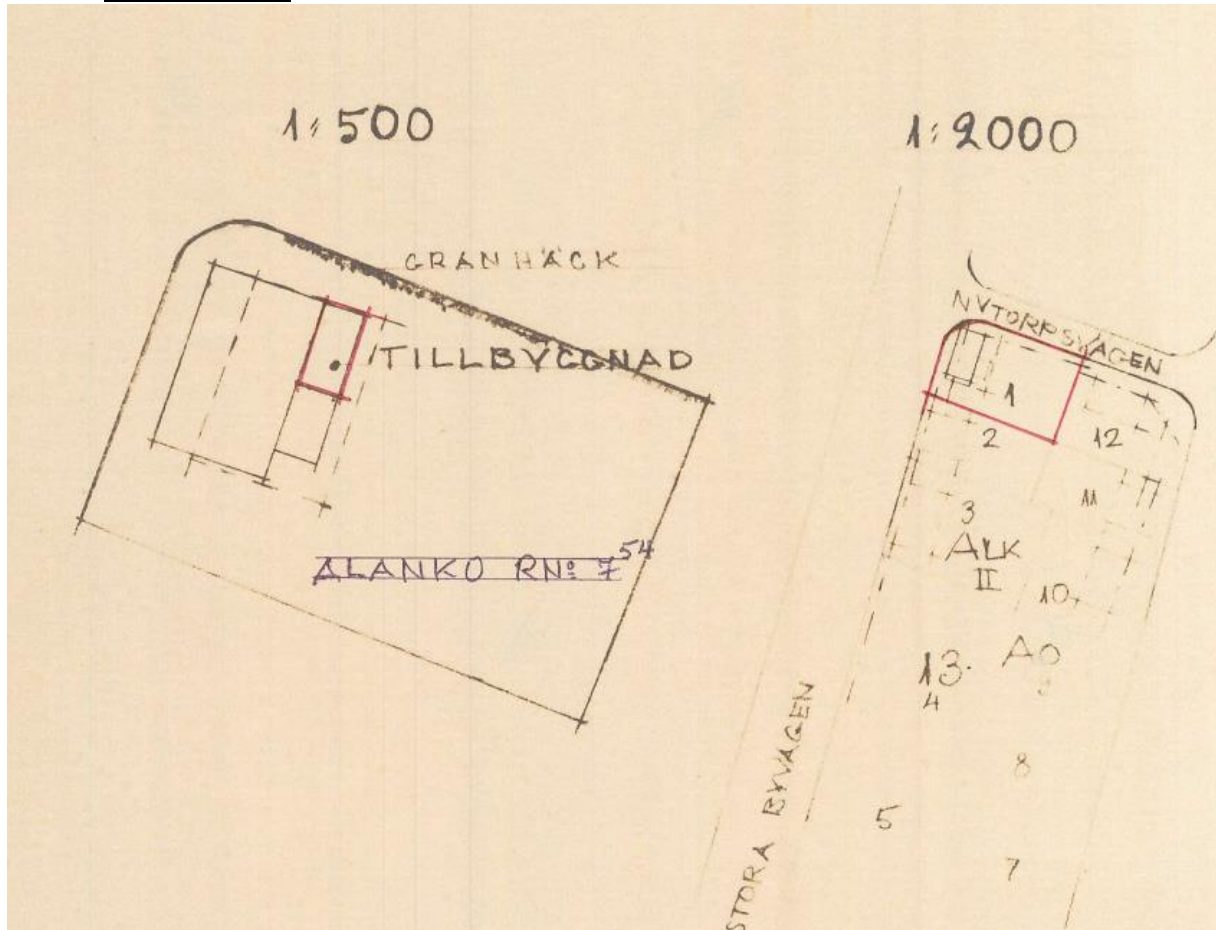 1:500
1:2000
GRANHÄCK
TILLBYGGNAD
ALANKO RNº 7⁵⁴
NYTORPSVÄGEN
1
2
12
11
3
ALK
II
10
AO
13.
4
8
5
7
STORA BYVÄGEN